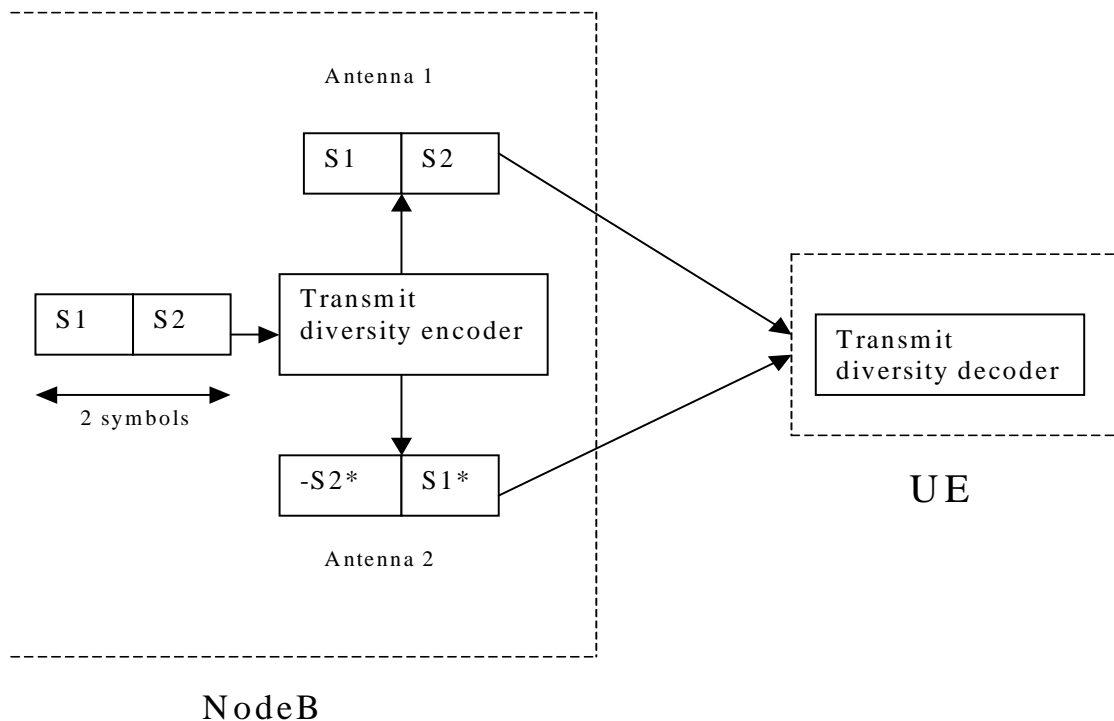 Antenna 1
S1 S2
Transmit
diversity encoder
S1 S2
2 symbols
-S2* S1*
Antenna 2
Transmit
diversity decoder
UE
NodeB